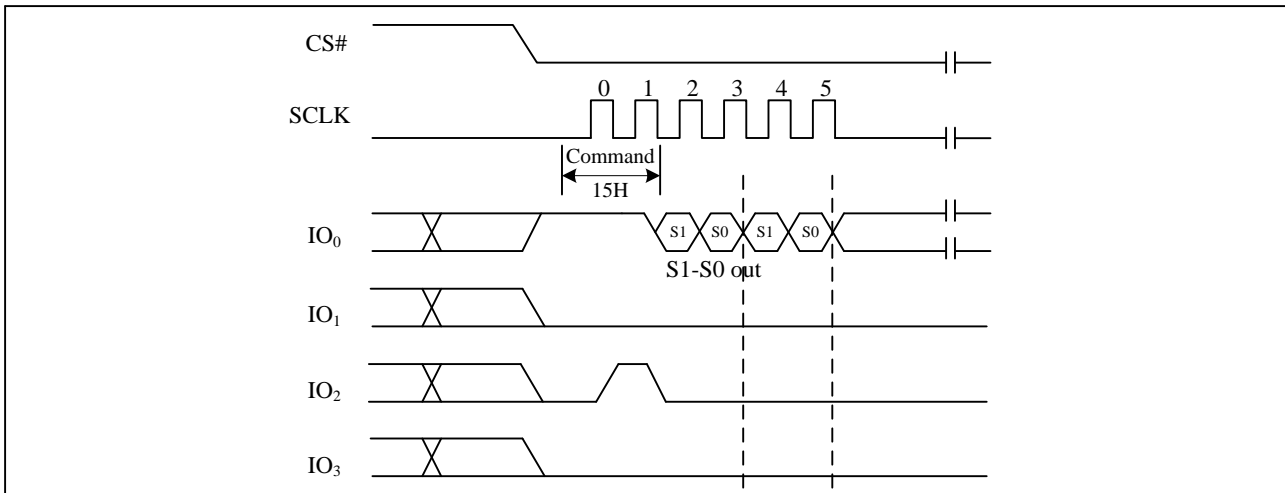 CS#
0 1 2 3 4 5
SCLK
Command
15H
IO0
S1 S0 S1 S0
S1-S0 out
IO1
IO2
IO3